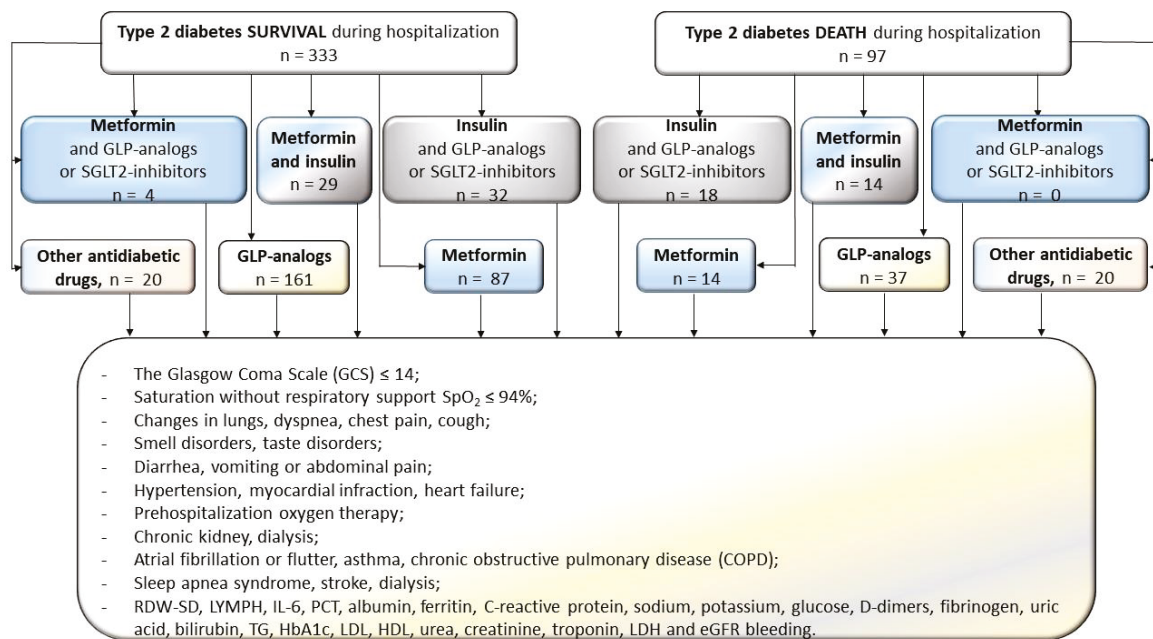 Type 2 diabetes SURVIVAL during hospitalization
n = 333
Type 2 diabetes DEATH during hospitalization
n = 97
Metformin
and GLP-analogs
or SGLT2-inhibitors
n = 4
Metformin
and insulin
n = 29
Insulin
and GLP-analogs
or SGLT2-inhibitors
n = 32
Insulin
and GLP-analogs
or SGLT2-inhibitors
n = 18
Metformin
and insulin
n = 14
Metformin
and GLP-analogs
or SGLT2-inhibitors
n = 0
Other antidiabetic
drugs, n = 20
GLP-analogs
n = 161
Metformin
n = 87
Metformin
n = 14
GLP-analogs
n = 37
Other antidiabetic
drugs, n = 20
- The Glasgow Coma Scale (GCS) ≤ 14;
- Saturation without respiratory support SpO₂ ≤ 94%;
- Changes in lungs, dyspnea, chest pain, cough;
- Smell disorders, taste disorders;
- Diarrhea, vomiting or abdominal pain;
- Hypertension, myocardial infraction, heart failure;
- Prehospitalization oxygen therapy;
- Chronic kidney, dialysis;
- Atrial fibrillation or flutter, asthma, chronic obstructive pulmonary disease (COPD);
- Sleep apnea syndrome, stroke, dialysis;
- RDW-SD, LYMPH, IL-6, PCT, albumin, ferritin, C-reactive protein, sodium, potassium, glucose, D-dimers, fibrinogen, uric
acid, bilirubin, TG, HbA1c, LDL, HDL, urea, creatinine, troponin, LDH and eGFR bleeding.